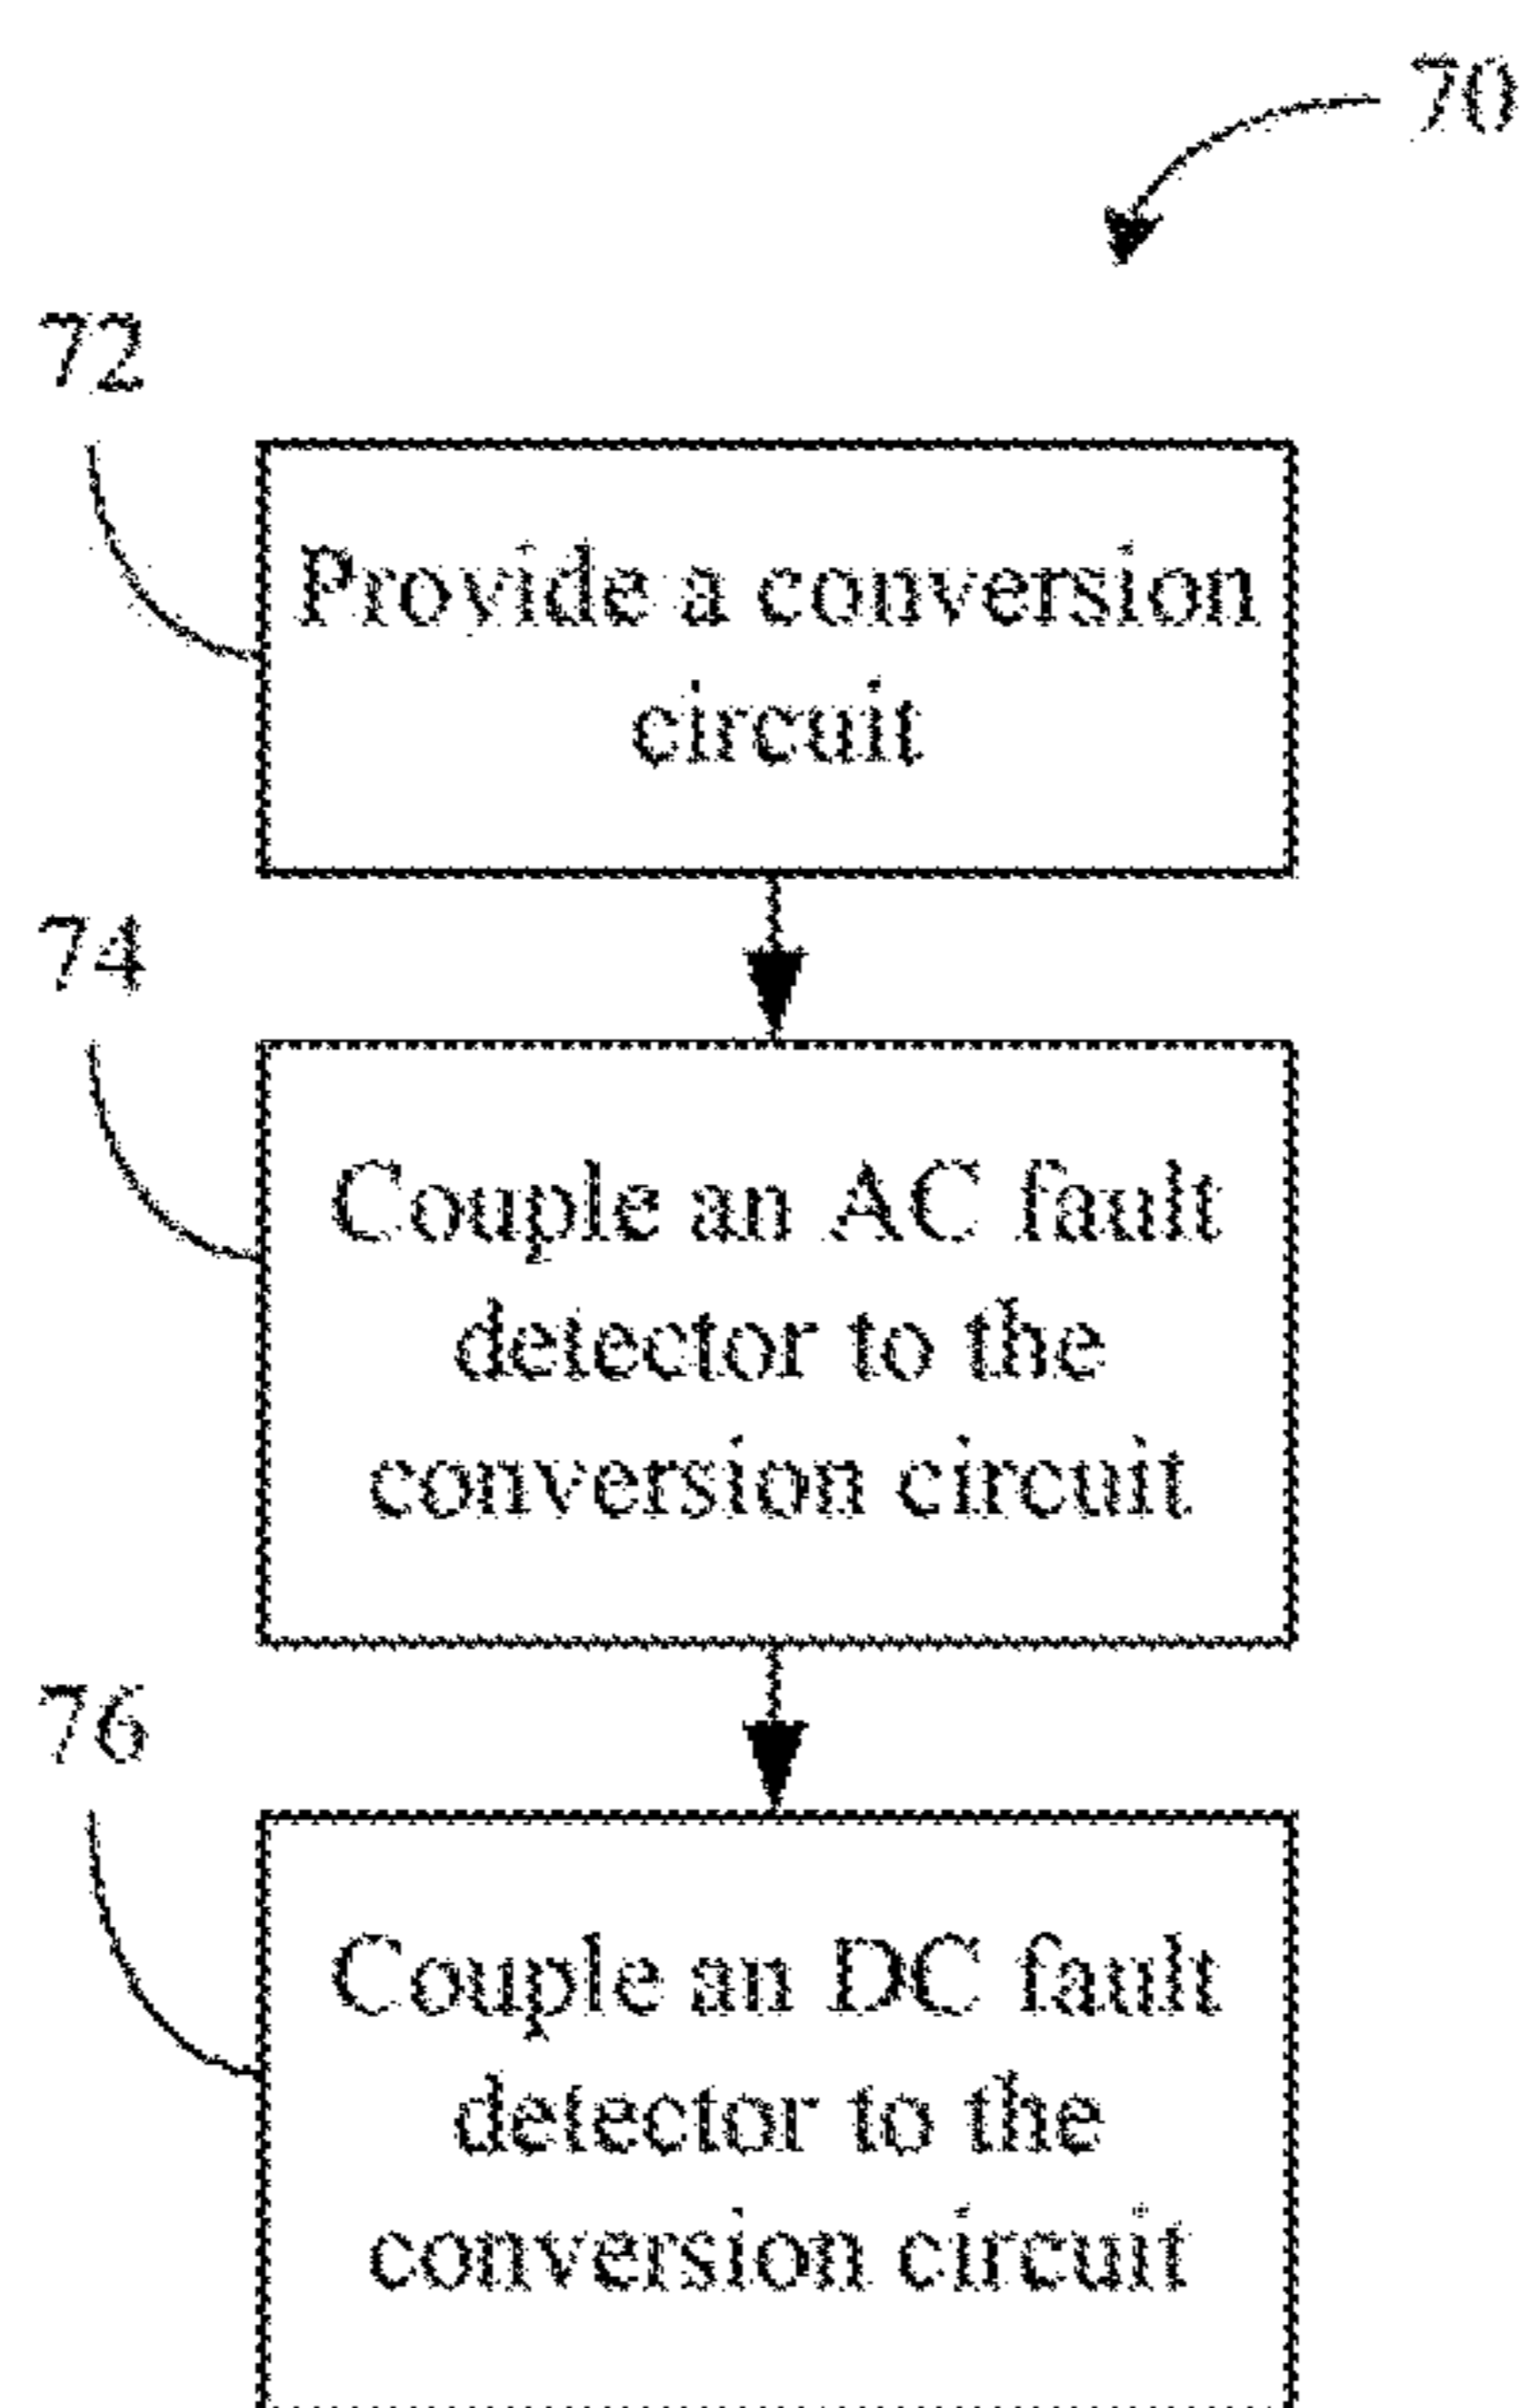 70
72
Provide a conversion
circuit
74
Couple an AC fault
detector to the
conversion circuit
76
Couple an DC fault
detector to the
conversion circuit